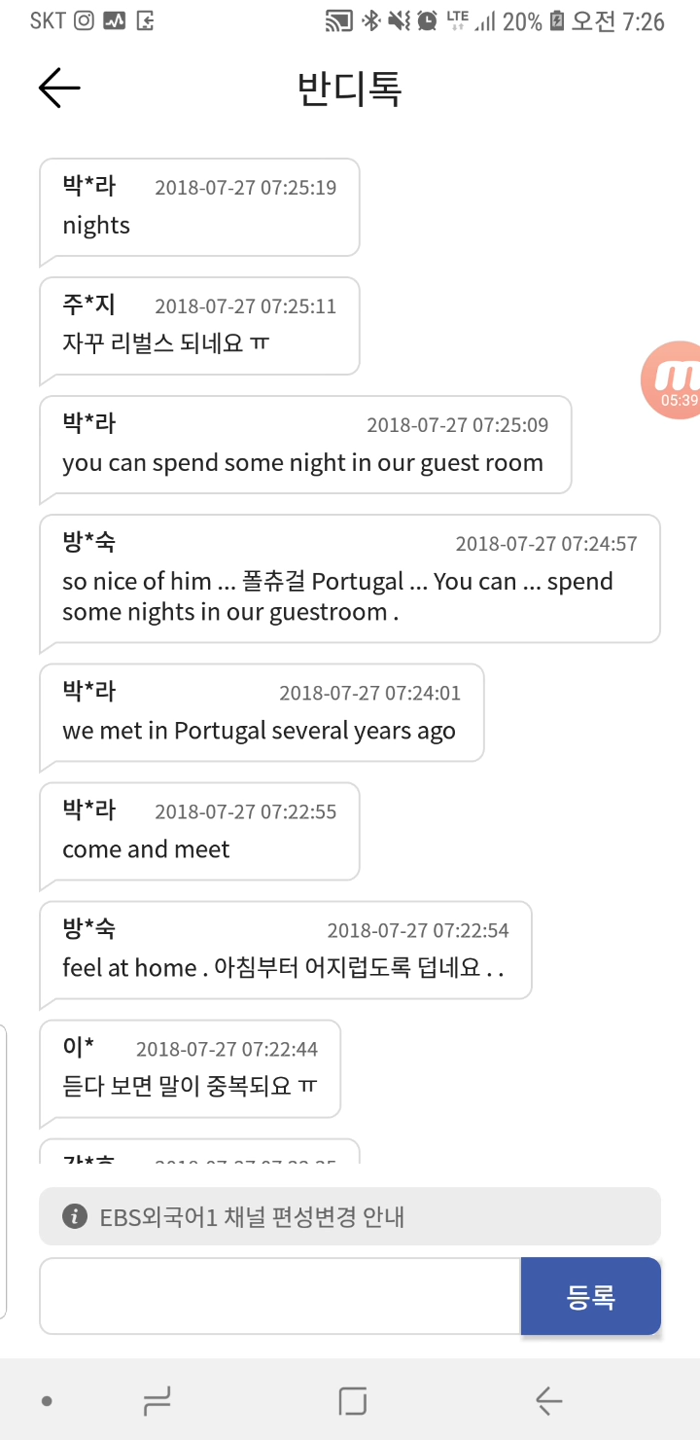 SKT LTE 20% 오전 7:26
반디톡
박*라 2018-07-27 07:25:19
nights
주*지 2018-07-27 07:25:11
자꾸 리벌스 되네요 ㅠ
05:39
박*라 2018-07-27 07:25:09
you can spend some night in our guest room
방*숙 2018-07-27 07:24:57
so nice of him ... 폴츄걸 Portugal ... You can ... spend
some nights in our guestroom .
박*라 2018-07-27 07:24:01
we met in Portugal several years ago
박*라 2018-07-27 07:22:55
come and meet
방*숙 2018-07-27 07:22:54
feel at home . 아침부터 어지럽도록 덥네요 . .
이* 2018-07-27 07:22:44
듣다 보면 말이 중복되요 ㅠ
EBS외국어1 채널 편성변경 안내
등록